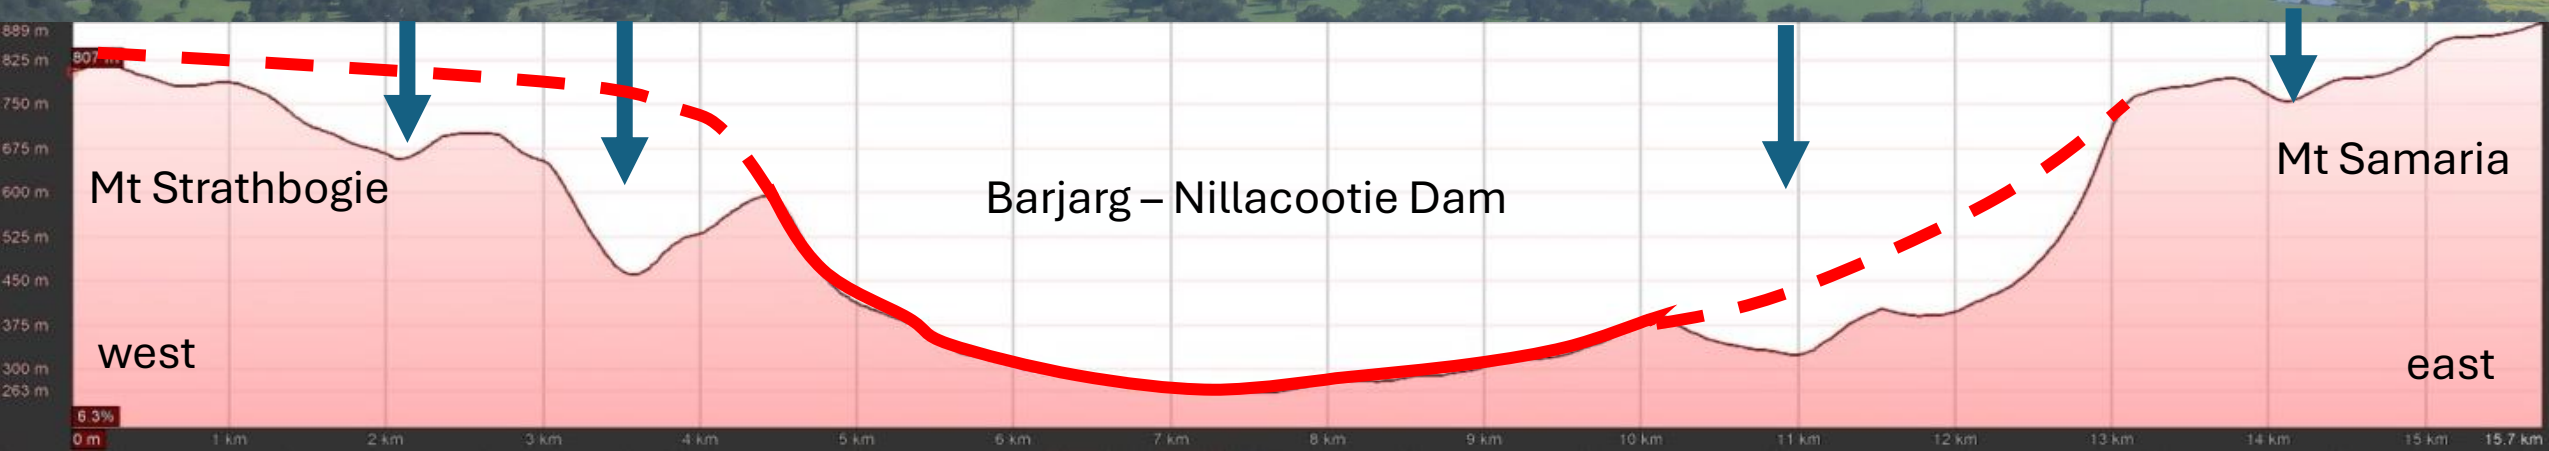 889 m
807 m
825 m
750 m
675 m
Mt Strathbogie
Barjarg – Nillacootie Dam
Mt Samaria
600 m
525 m
450 m
375 m
west
east
300 m
263 m
6.3%
0 m 1 km 2 km 3 km 4 km 5 km 6 km 7 km 8 km 9 km 10 km 11 km 12 km 13 km 14 km 15 km 15.7 km